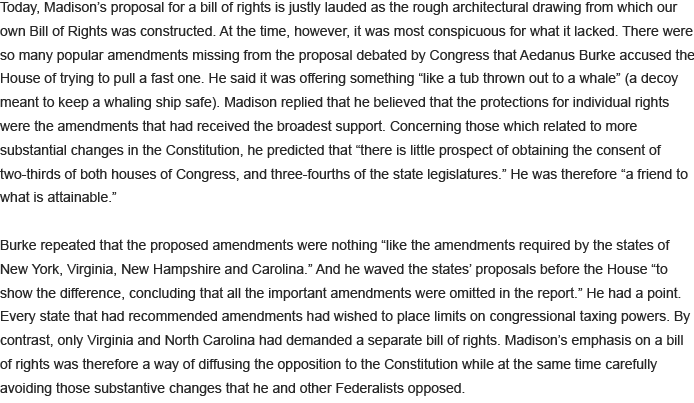 Today, Madison’s proposal for a bill of rights is justly lauded as the rough architectural drawing from which our
own Bill of Rights was constructed. At the time, however, it was most conspicuous for what it lacked. There were
so many popular amendments missing from the proposal debated by Congress that Aedanus Burke accused the
House of trying to pull a fast one. He said it was offering something “like a tub thrown out to a whale” (a decoy
meant to keep a whaling ship safe). Madison replied that he believed that the protections for individual rights
were the amendments that had received the broadest support. Concerning those which related to more
substantial changes in the Constitution, he predicted that “there is little prospect of obtaining the consent of
two-thirds of both houses of Congress, and three-fourths of the state legislatures.” He was therefore “a friend to
what is attainable.”

Burke repeated that the proposed amendments were nothing “like the amendments required by the states of
New York, Virginia, New Hampshire and Carolina.” And he waved the states’ proposals before the House “to
show the difference, concluding that all the important amendments were omitted in the report.” He had a point.
Every state that had recommended amendments had wished to place limits on congressional taxing powers. By
contrast, only Virginia and North Carolina had demanded a separate bill of rights. Madison’s emphasis on a bill
of rights was therefore a way of diffusing the opposition to the Constitution while at the same time carefully
avoiding those substantive changes that he and other Federalists opposed.